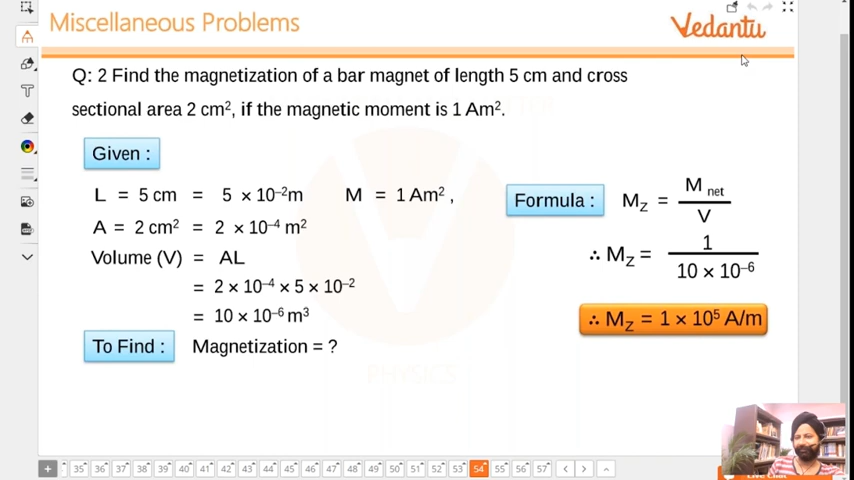 Miscellaneous Problems
Vedantu
Q: 2 Find the magnetization of a bar magnet of length 5 cm and cross
sectional area 2 cm², if the magnetic moment is 1 Am².
Given :
L = 5 cm = 5 × 10⁻²m M = 1 Am² ,
A = 2 cm² = 2 × 10⁻⁴ m²
Volume (V) = AL
= 2 × 10⁻⁴ × 5 × 10⁻²
= 10 × 10⁻⁶ m³
To Find : Magnetization = ?
Formula : M_Z = M_net / V
∴ M_Z = 1 / 10 × 10⁻⁶
∴ M_Z = 1 × 10⁵ A/m
PHYSICS
35 36 37 38 39 40 41 42 43 44 45 46 47 48 49 50 51 52 53 54 55 56 57